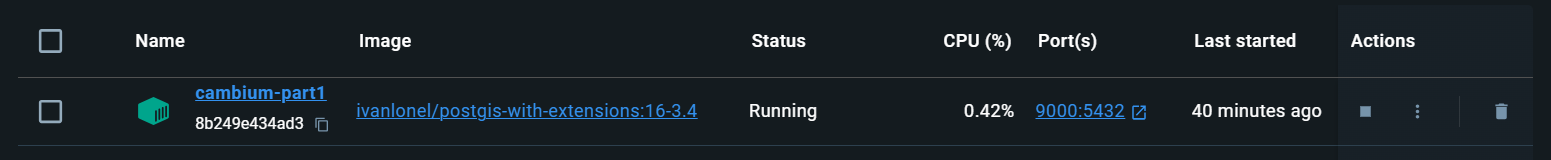 Name Image Status CPU (%) Port(s) Last started Actions
cambium-part1
8b249e434ad3 ivanlonel/postgis-with-extensions:16-3.4 Running 0.42% 9000:5432 40 minutes ago